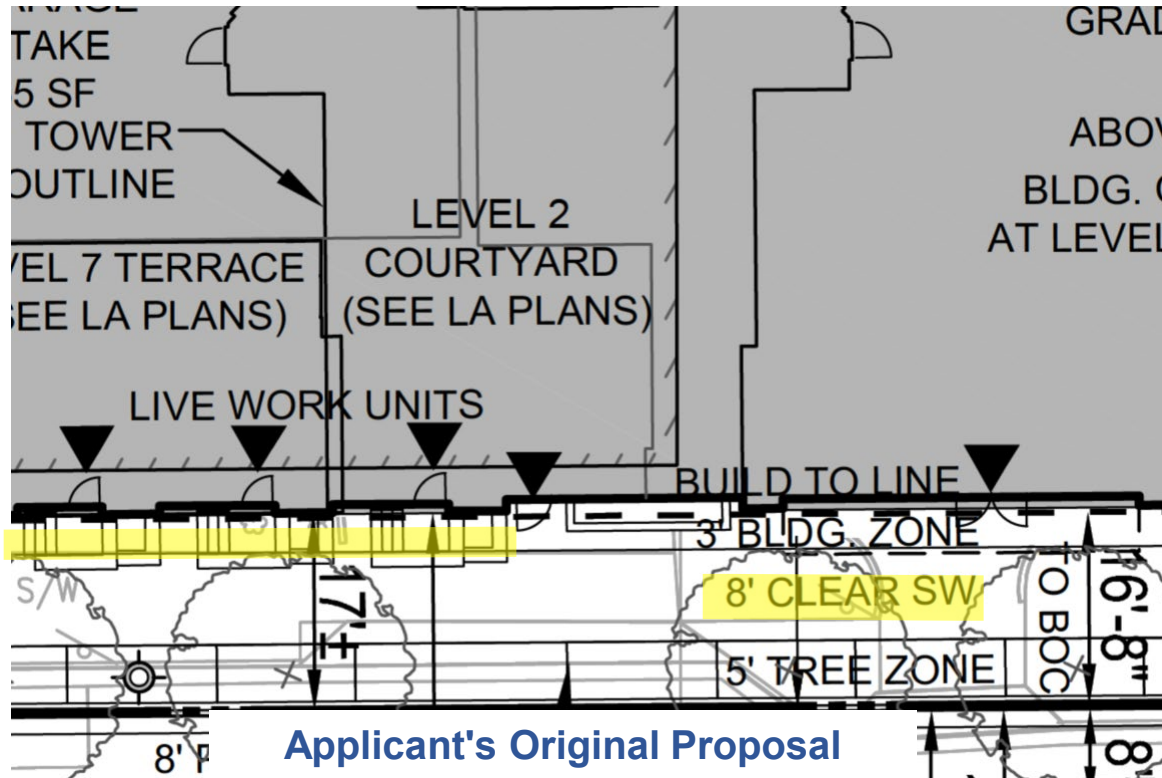 TAKE
5 SF
TOWER
OUTLINE
LEVEL 2
COURTYARD
(SEE LA PLANS)
VEL 7 TERRACE
SEE LA PLANS)
GRAD
ABOV
BLDG.
AT LEVEL
LIVE WORK UNITS
BUILD TO LINE
3' BLDG. ZONE
S/W
8' CLEAR SW
5' TREE ZONE
17'±
16'-8"
TO BOC
8'
8'
Applicant's Original Proposal